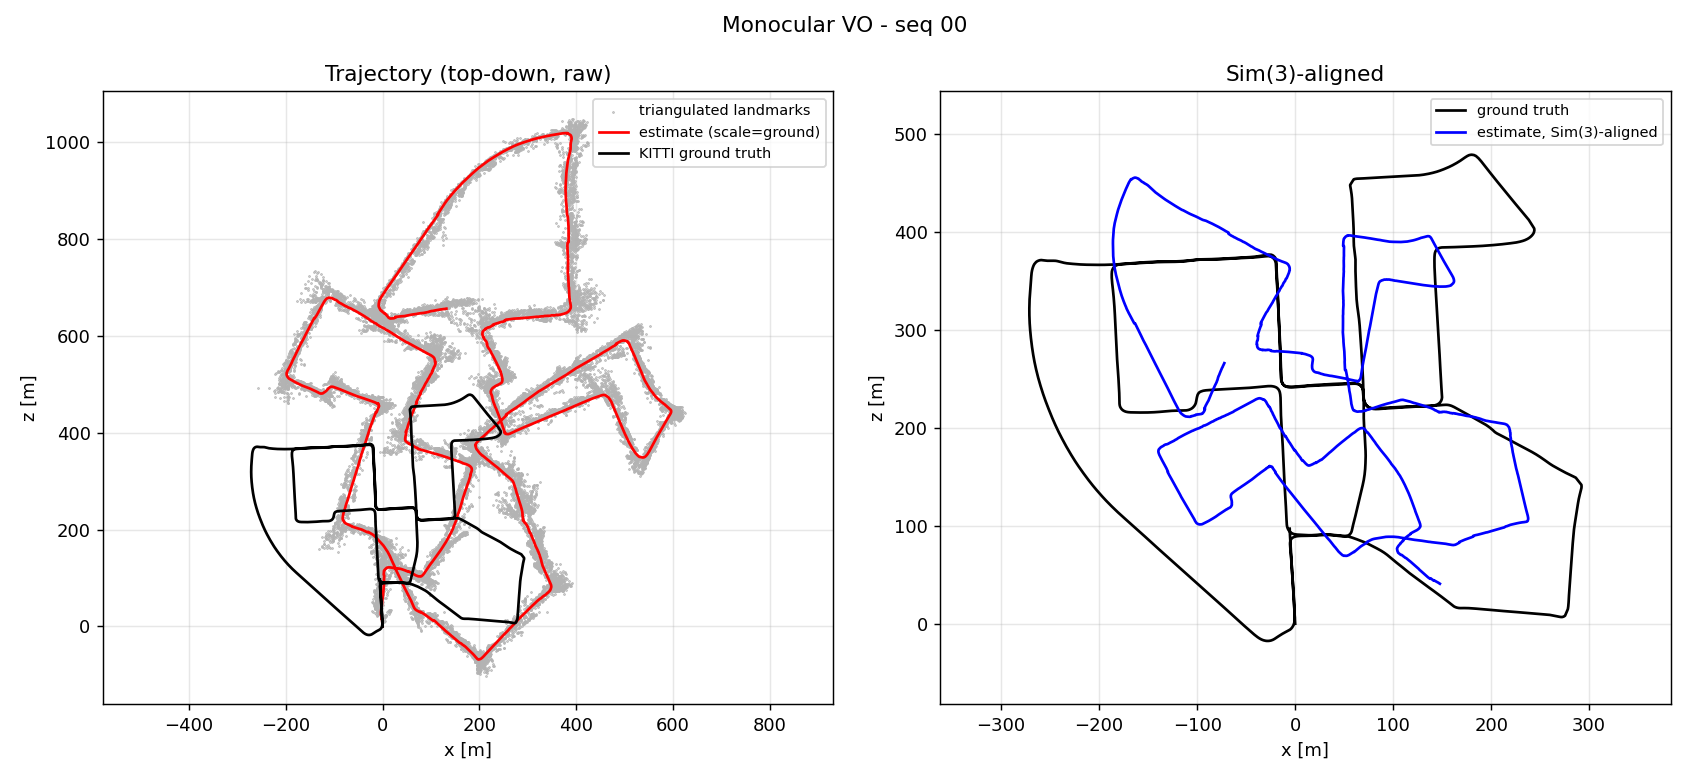 Monocular VO - seq 00
Trajectory (top-down, raw)
triangulated landmarks
estimate (scale=ground)
KITTI ground truth
1000
800
600
400
200
0
z [m]
−400
−200
0
200
400
600
800
x [m]
Sim(3)-aligned
ground truth
estimate, Sim(3)-aligned
500
400
300
200
100
0
z [m]
−300
−200
−100
0
100
200
300
x [m]